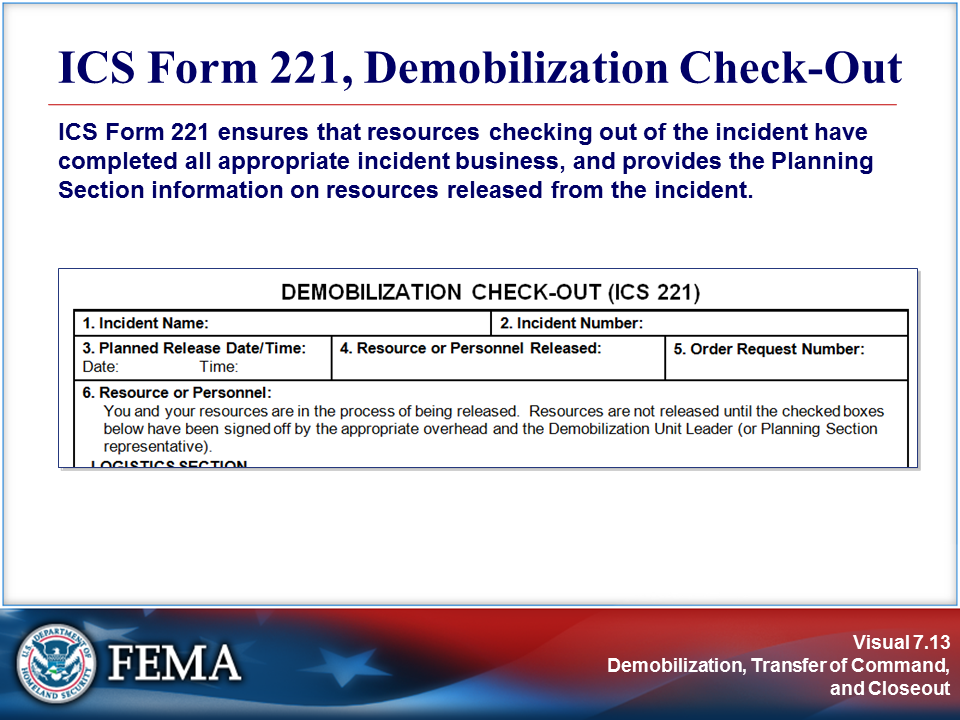 ICS Form 221, Demobilization Check-Out
ICS Form 221 ensures that resources checking out of the incident have
completed all appropriate incident business, and provides the Planning
Section information on resources released from the incident.
DEMOBILIZATION CHECK-OUT (ICS 221)
1. Incident Name:
2. Incident Number:
3. Planned Release Date/Time:
Date: Time:
4. Resource or Personnel Released:
5. Order Request Number:
6. Resource or Personnel:
You and your resources are in the process of being released. Resources are not released until the checked boxes
below have been signed off by the appropriate overhead and the Demobilization Unit Leader (or Planning Section
representative).
LOGISTICS SECTION
U.S. DEPARTMENT OF
HOMELAND SECURITY
FEMA
Visual 7.13
Demobilization, Transfer of Command,
and Closeout